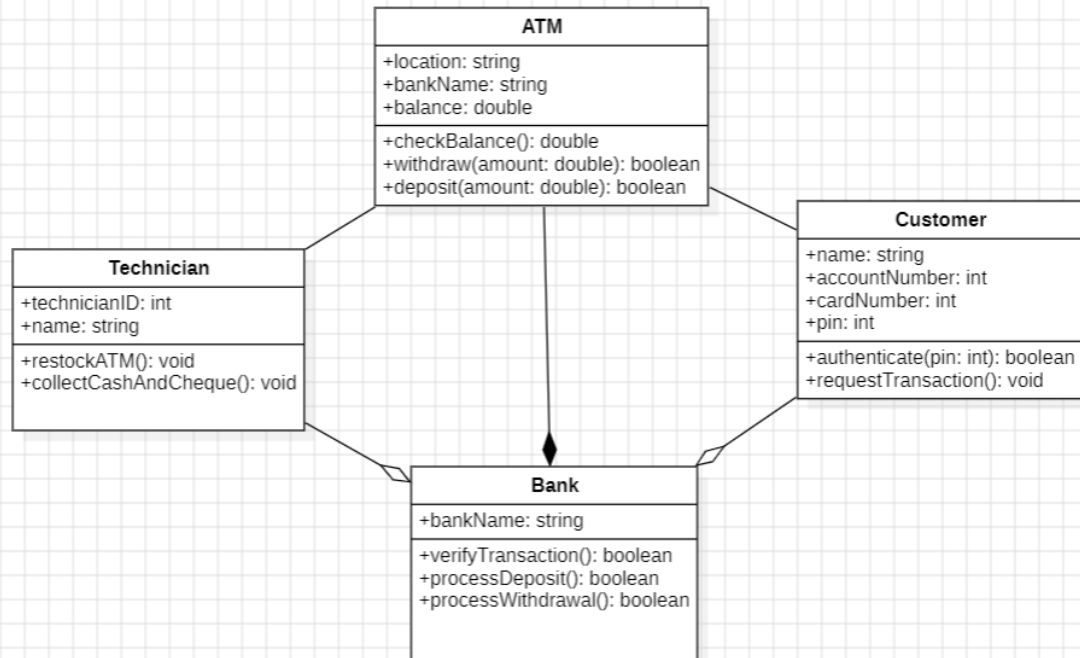 ATM
+location: string
+bankName: string
+balance: double
+checkBalance(): double
+withdraw(amount: double): boolean
+deposit(amount: double): boolean
Technician
+technicianID: int
+name: string
+restockATM(): void
+collectCashAndCheque(): void
Customer
+name: string
+accountNumber: int
+cardNumber: int
+pin: int
+authenticate(pin: int): boolean
+requestTransaction(): void
Bank
+bankName: string
+verifyTransaction(): boolean
+processDeposit(): boolean
+processWithdrawal(): boolean